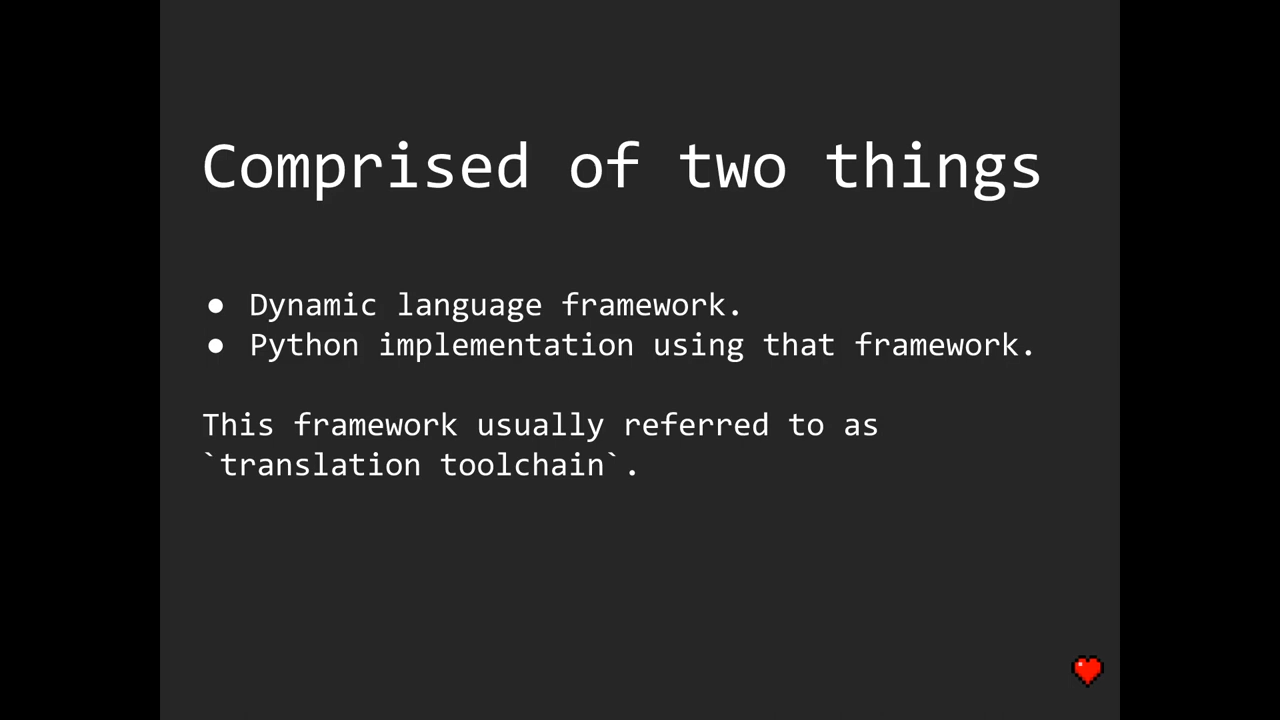 Comprised of two things
● Dynamic language framework.
● Python implementation using that framework.
This framework usually referred to as
`translation toolchain`.